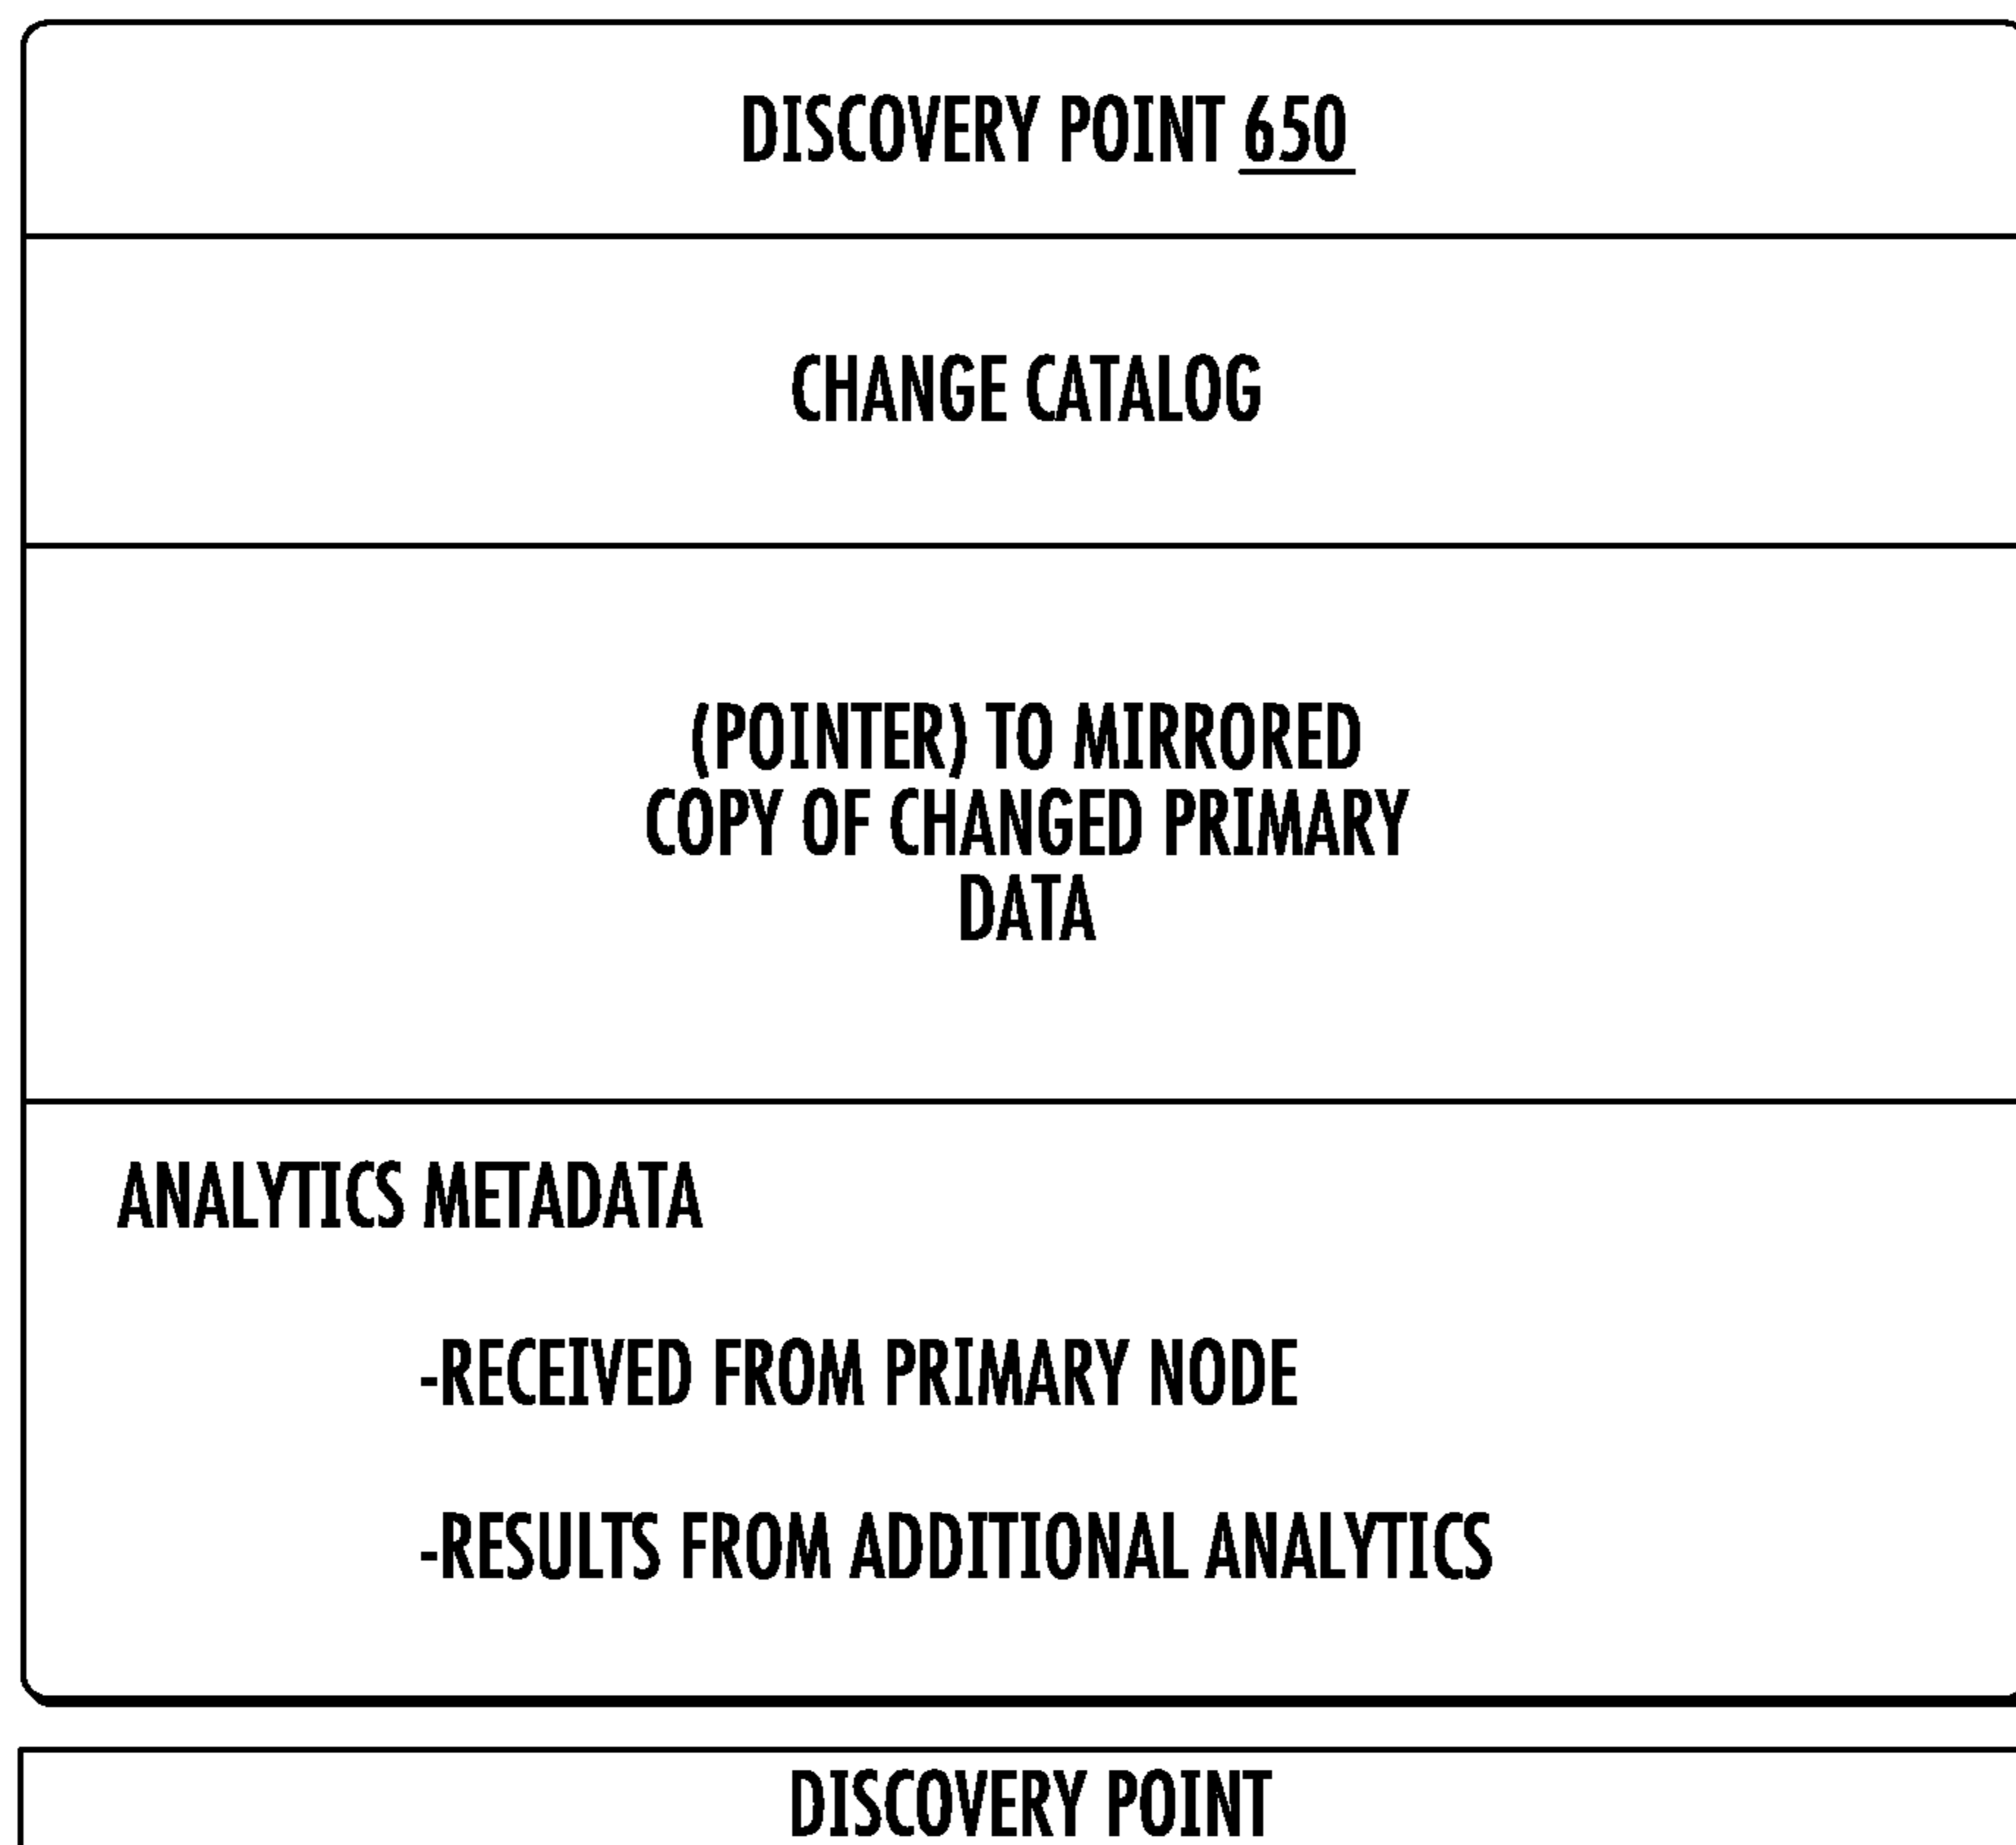 DISCOVERY POINT 650
CHANGE CATALOG
(POINTER) TO MIRRORED
COPY OF CHANGED PRIMARY
DATA
ANALYTICS METADATA
-RECEIVED FROM PRIMARY NODE
-RESULTS FROM ADDITIONAL ANALYTICS
DISCOVERY POINT